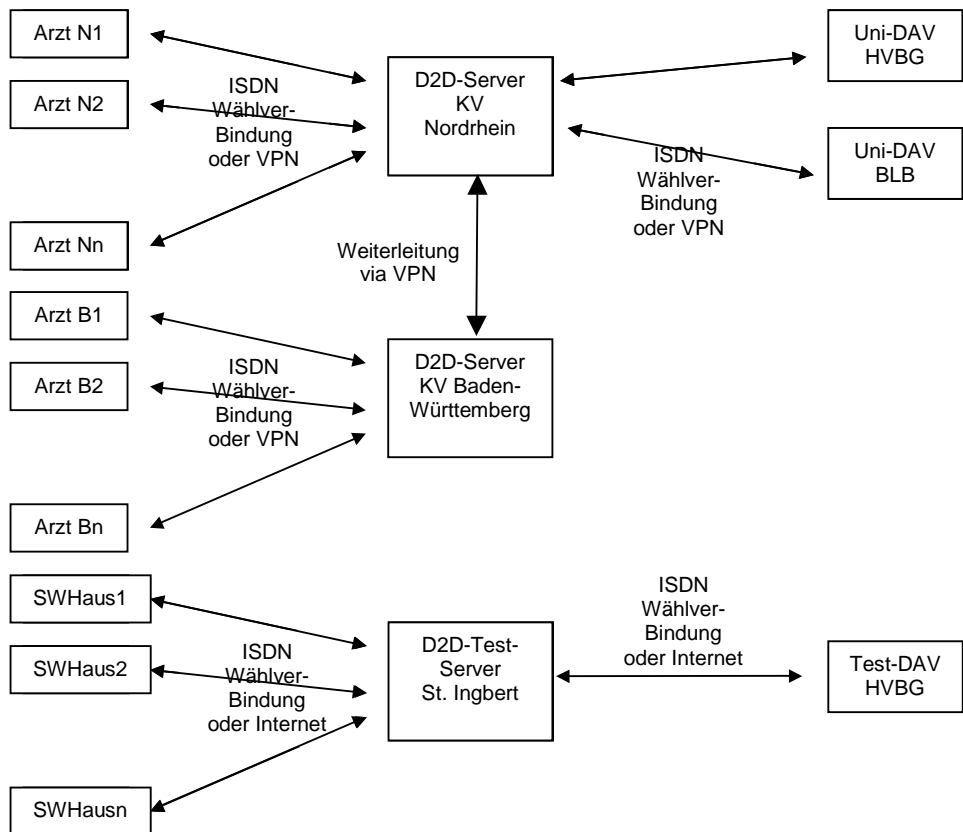 Arzt N1
Arzt N2
Arzt Nn
ISDN
Wählver-
Bindung
oder VPN
D2D-Server
KV
Nordrhein
Uni-DAV
HVBG
Uni-DAV
BLB
ISDN
Wählver-
Bindung
oder VPN
Weiterleitung
via VPN
Arzt B1
Arzt B2
Arzt Bn
ISDN
Wählver-
Bindung
oder VPN
D2D-Server
KV Baden-
Württemberg
SWHaus1
SWHaus2
SWHausn
ISDN
Wählver-
Bindung
oder Internet
D2D-Test-
Server
St. Ingbert
ISDN
Wählver-
Bindung
oder Internet
Test-DAV
HVBG